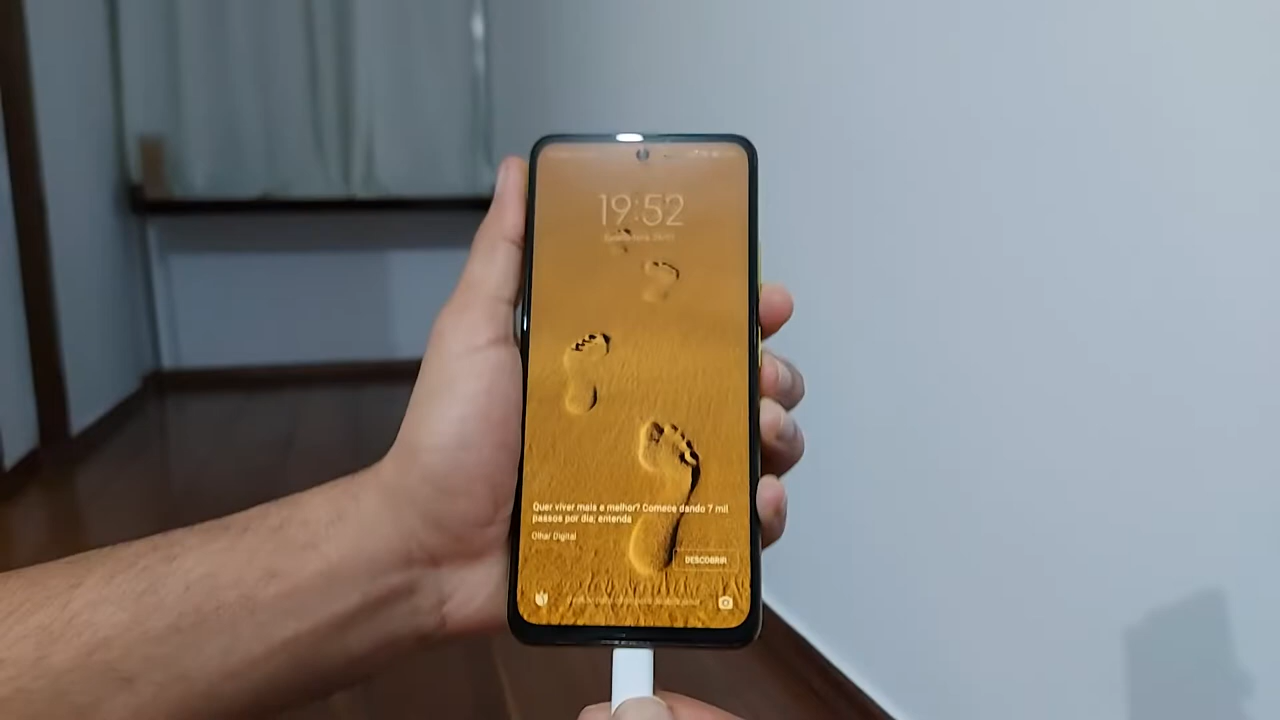 19:52
Quer viver mais e melhor? Comece dando 7 mil
passos por dia; entenda
Olhar Digital
DESCOBRIR